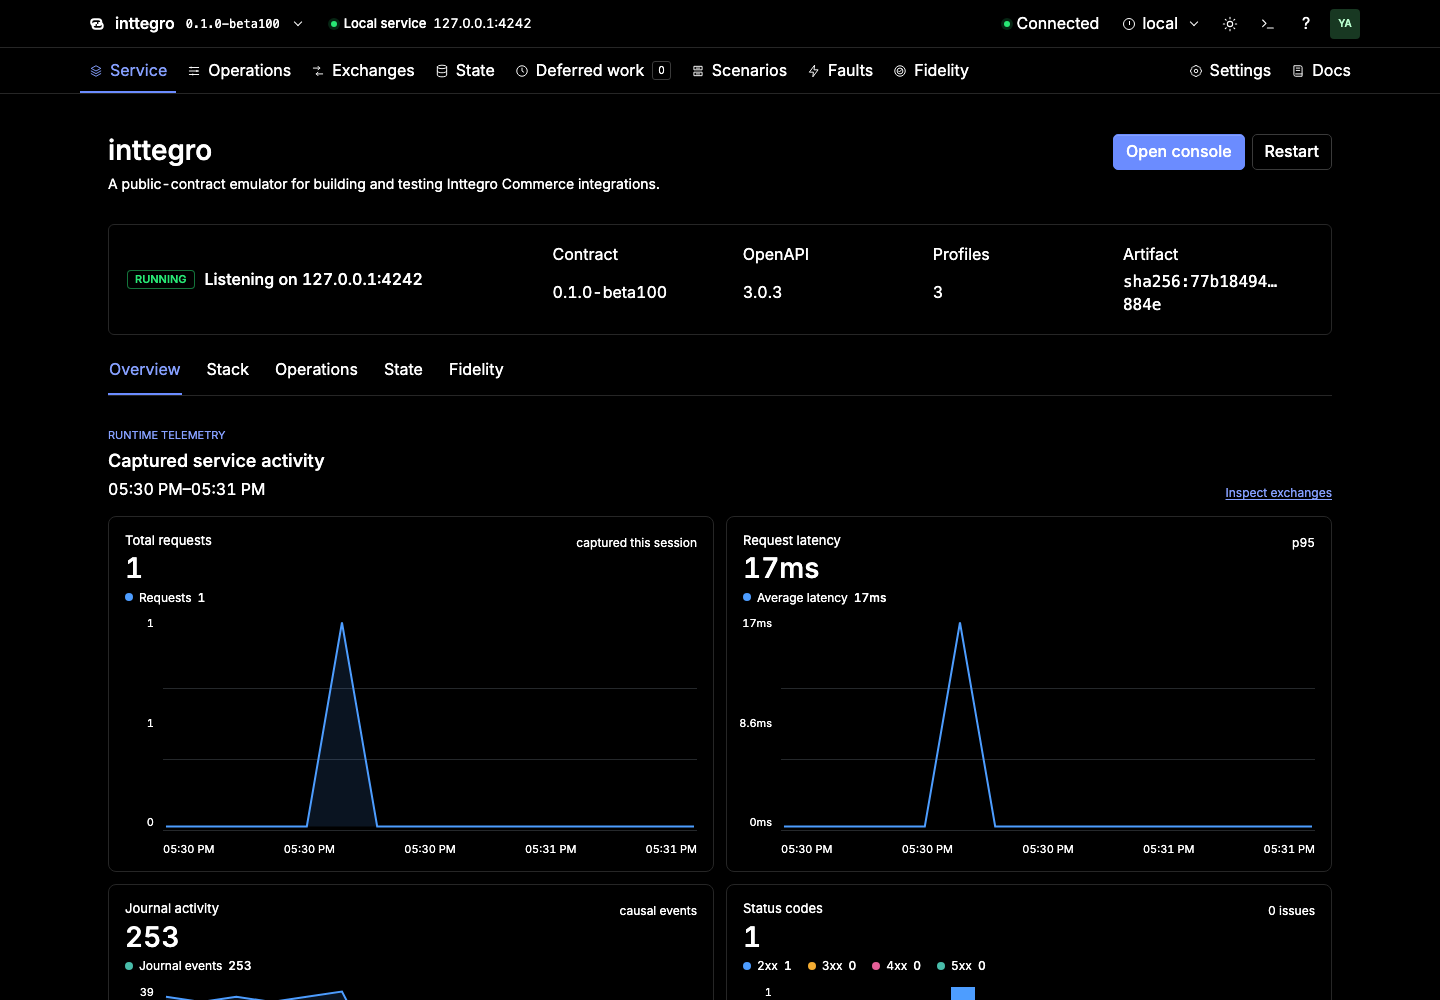 inttegro 0.1.0-beta100 Local service 127.0.0.1:4242 Connected local ? YA
Service Operations Exchanges State Deferred work 0 Scenarios Faults Fidelity Settings Docs
inttegro
Open console Restart
A public-contract emulator for building and testing Inttegro Commerce integrations.
RUNNING Listening on 127.0.0.1:4242
Contract
0.1.0-beta100
OpenAPI
3.0.3
Profiles
3
Artifact
sha256:77b18494…
884e
Overview Stack Operations State Fidelity
RUNTIME TELEMETRY
Captured service activity
05:30 PM–05:31 PM
Inspect exchanges
Total requests
captured this session
1
Requests 1
1
1
0
05:30 PM 05:30 PM 05:30 PM 05:31 PM 05:31 PM
Request latency
p95
17ms
Average latency 17ms
17ms
8.6ms
0ms
05:30 PM 05:30 PM 05:30 PM 05:31 PM 05:31 PM
Journal activity
causal events
253
Journal events 253
39
Status codes
0 issues
1
2xx 1 3xx 0 4xx 0 5xx 0
1